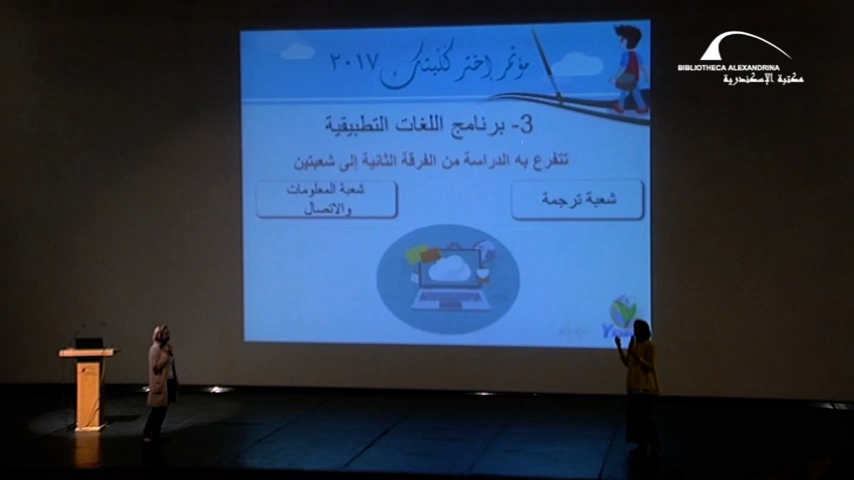 مؤتمر اختر كليتك ٢٠١٧
3- برنامج اللغات التطبيقية
تتفرع به الدراسة من الفرقة الثانية إلى شعبتين
شعبة ترجمة
شعبة المعلومات
والاتصال
BIBLIOTHECA ALEXANDRINA
مكتبة الإسكندرية